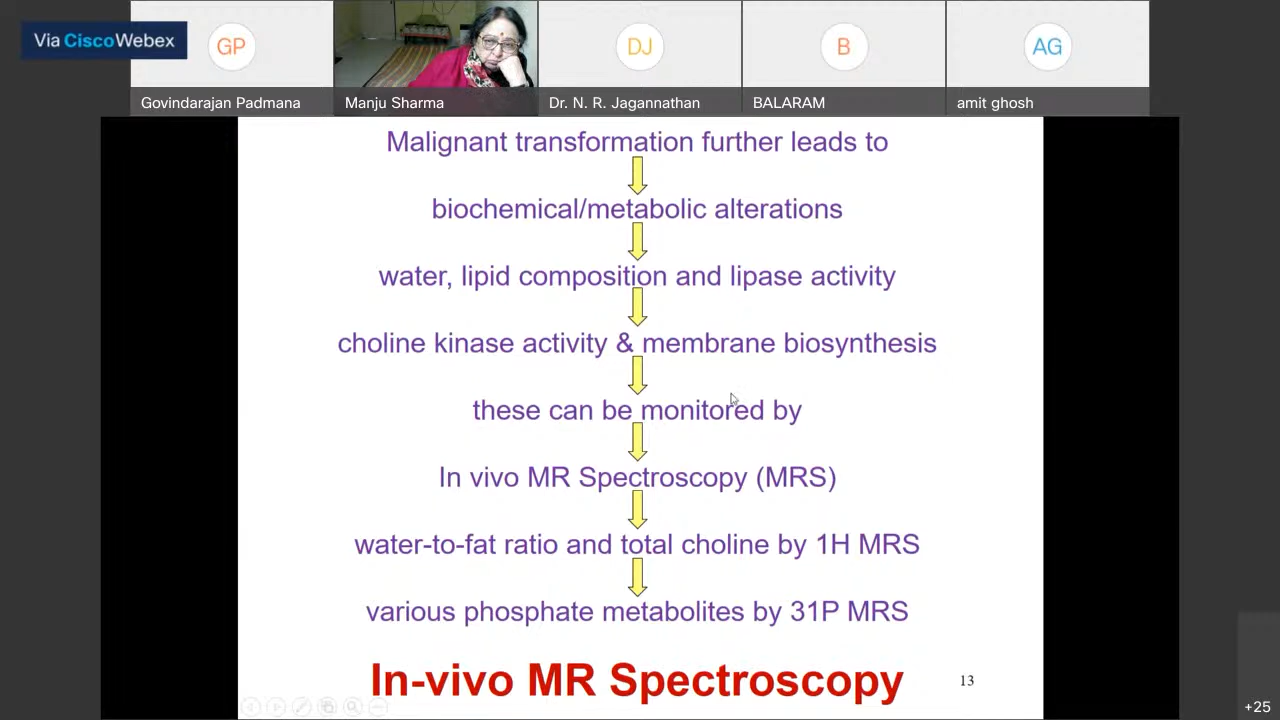 Via CiscoWebex
GP
DJ
B
AG
Govindarajan Padmana
Manju Sharma
Dr. N. R. Jagannathan
BALARAM
amit ghosh
Malignant transformation further leads to
biochemical/metabolic alterations
water, lipid composition and lipase activity
choline kinase activity & membrane biosynthesis
these can be monitored by
In vivo MR Spectroscopy (MRS)
water-to-fat ratio and total choline by 1H MRS
various phosphate metabolites by 31P MRS
In-vivo MR Spectroscopy
13
+25